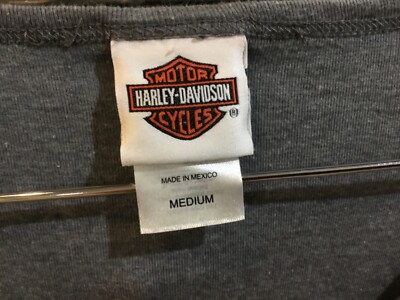 MOTOR
HARLEY-DAVIDSON
CYCLES
®
MADE IN MEXICO
MEDIUM